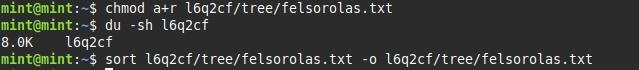 mint@mint:~$ chmod a+r l6q2cf/tree/felsorolas.txt
mint@mint:~$ du -sh l6q2cf
8.0K    l6q2cf
mint@mint:~$ sort l6q2cf/tree/felsorolas.txt -o l6q2cf/tree/felsorolas.txt